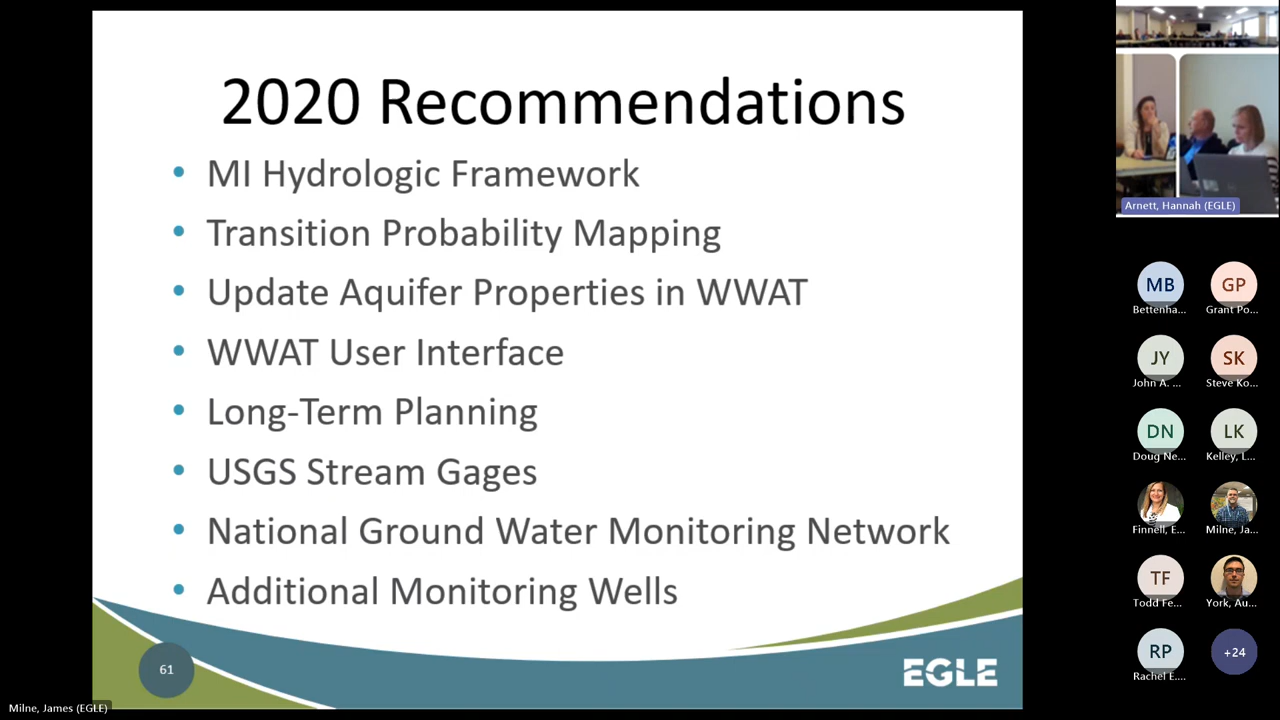 2020 Recommendations
• MI Hydrologic Framework
• Transition Probability Mapping
• Update Aquifer Properties in WWAT
• WWAT User Interface
• Long-Term Planning
• USGS Stream Gages
• National Ground Water Monitoring Network
• Additional Monitoring Wells
61
EGLE
Milne, James (EGLE)
Arnett, Hannah (EGLE)
MB
GP
Bettenha...
Grant Po...
JY
SK
John A. ...
Steve Ko...
DN
LK
Doug Ne...
Kelley, L...
Finnell, E...
Milne, Ja...
TF
Todd Fe...
York, Au...
RP
+24
Rachel E....